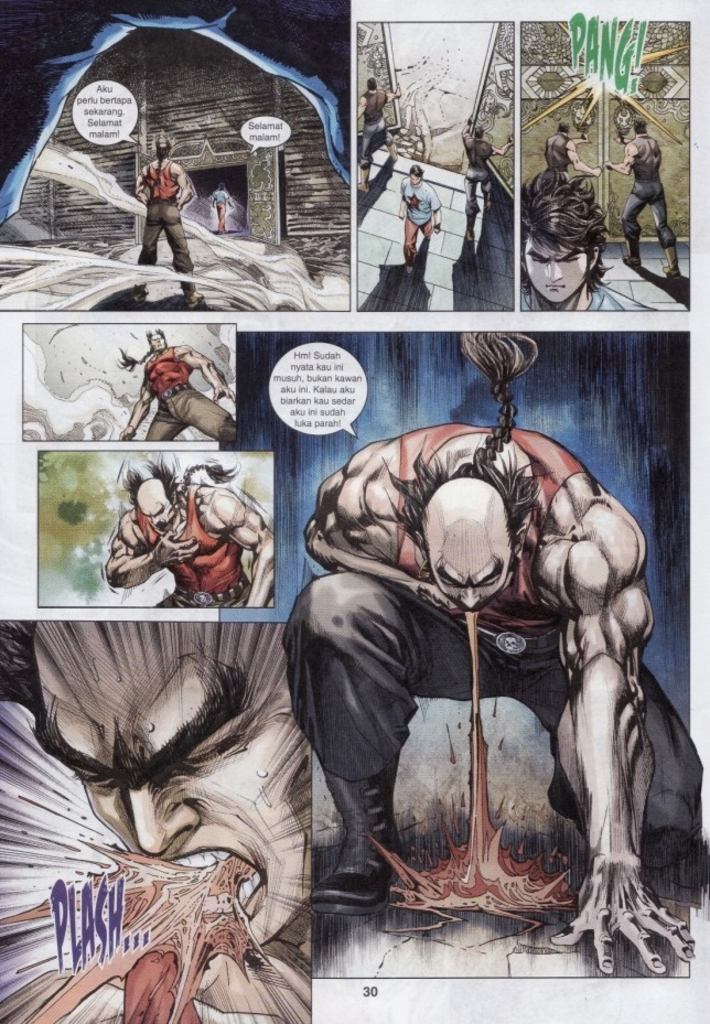 Aku
perlu bertapa
sekarang.
Selamat
malam!
Selamat
malam!
PANG!
Hm! Sudah
nyata kau ini
musuh, bukan kawan
aku ini. Kalau aku
biarkan kau sedar
aku ini sudah
luka parah!
PLASH...
30